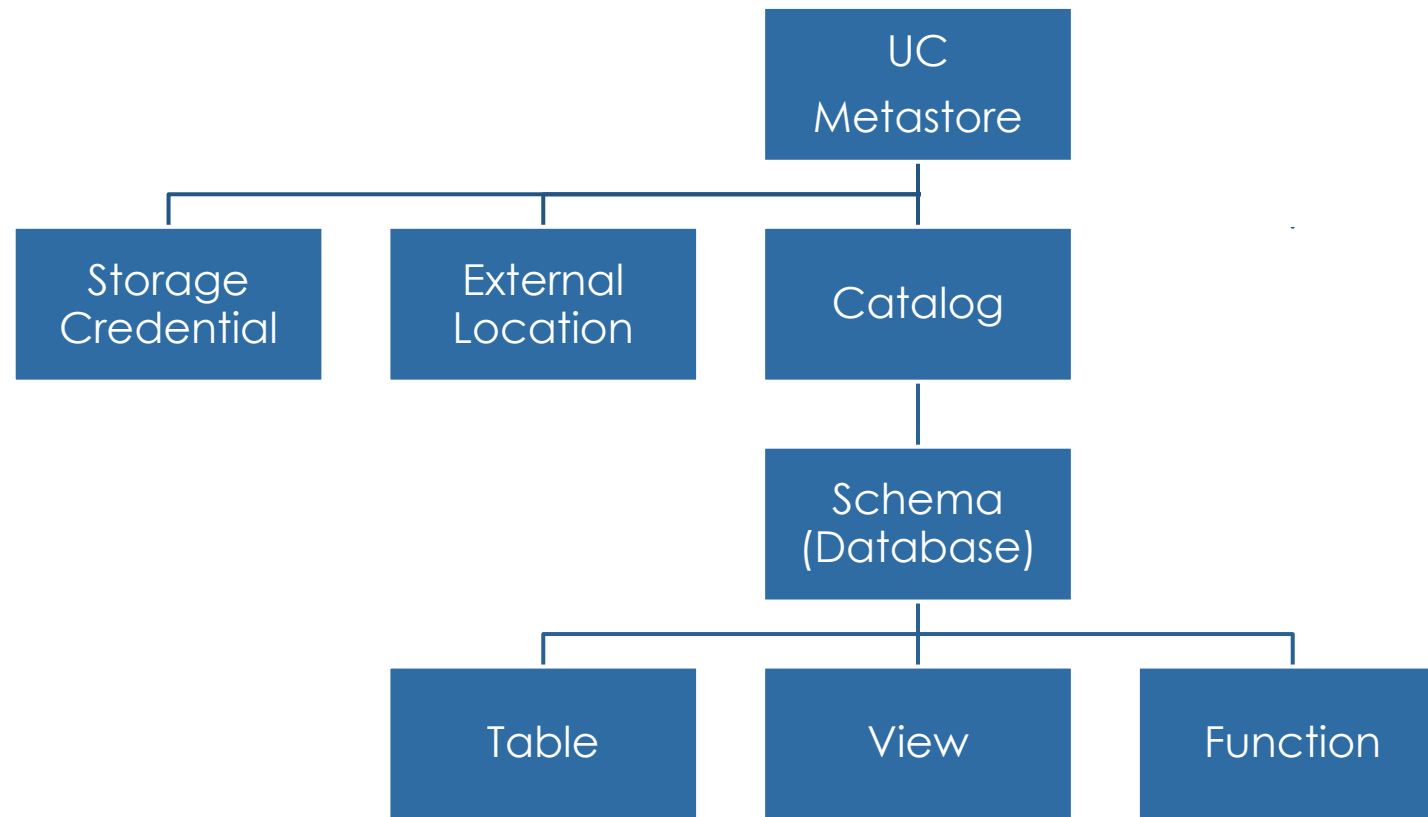 UC
Metastore
Storage
Credential
External
Location
Catalog
Schema
(Database)
Table
View
Function